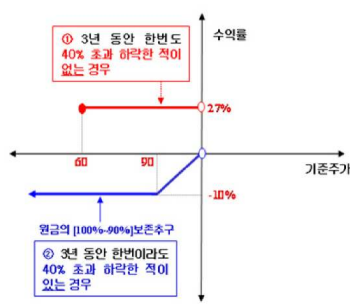 수익률
① 3년 동안 한번도
40% 초과 하락한 적이
없는 경우
27%
60
90
기준주가
-10%
원금의 [100%~90%]보존추구
② 3년 동안 한번이라도
40% 초과 하락한 적이
있는 경우